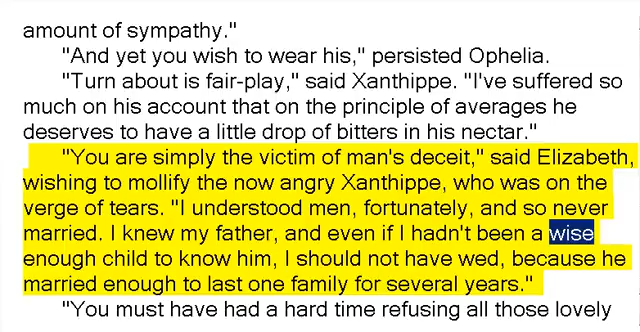 amount of sympathy."
"And yet you wish to wear his," persisted Ophelia.
"Turn about is fair-play," said Xanthippe. "I've suffered so
much on his account that on the principle of averages he
deserves to have a little drop of bitters in his nectar."
"You are simply the victim of man's deceit," said Elizabeth,
wishing to mollify the now angry Xanthippe, who was on the
verge of tears. "I understood men, fortunately, and so never
married. I knew my father, and even if I hadn't been a wise
enough child to know him, I should not have wed, because he
married enough to last one family for several years."
"You must have had a hard time refusing all those lovely